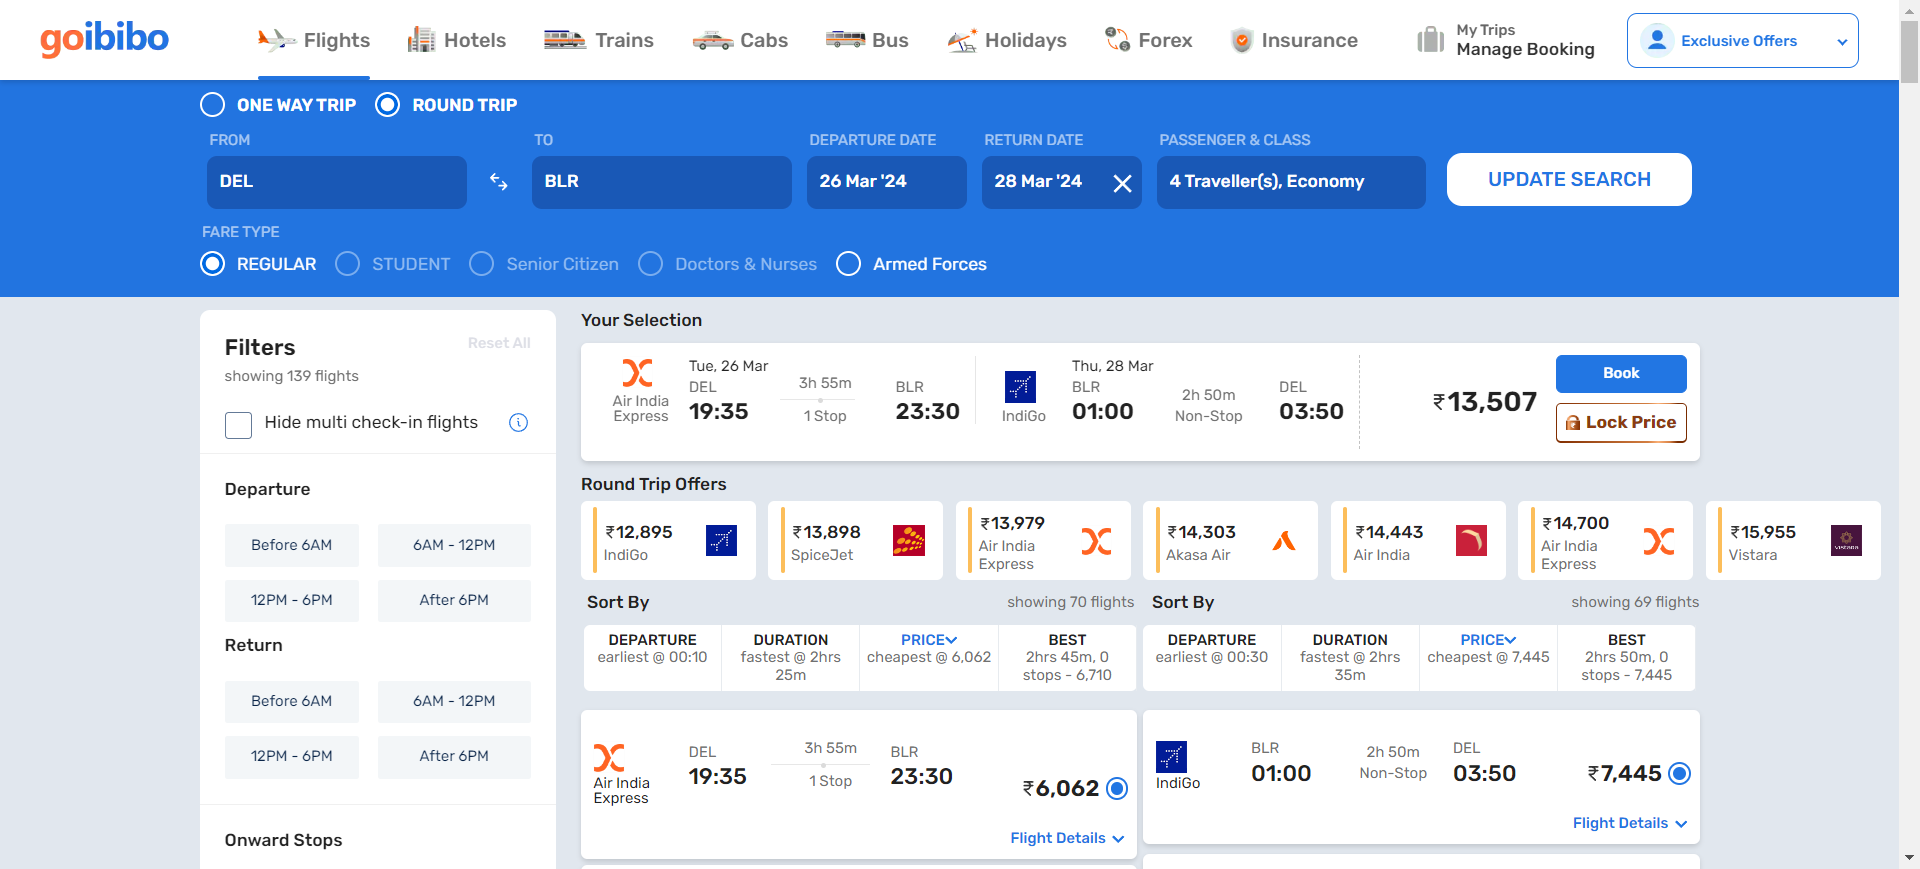 goibibo
Flights
Hotels
Trains
Cabs
Bus
Holidays
Forex
Insurance
My Trips
Manage Booking
Exclusive Offers
ONE WAY TRIP
ROUND TRIP
FROM
TO
DEPARTURE DATE
RETURN DATE
PASSENGER & CLASS
DEL
BLR
26 Mar '24
28 Mar '24
4 Traveller(s), Economy
UPDATE SEARCH
FARE TYPE
REGULAR
STUDENT
Senior Citizen
Doctors & Nurses
Armed Forces
Filters
Reset All
showing 139 flights
Hide multi check-in flights
Departure
Before 6AM
6AM - 12PM
12PM - 6PM
After 6PM
Return
Before 6AM
6AM - 12PM
12PM - 6PM
After 6PM
Onward Stops
Your Selection
Air India
Express
Tue, 26 Mar
DEL
19:35
3h 55m
1 Stop
BLR
23:30
IndiGo
Thu, 28 Mar
BLR
01:00
2h 50m
Non-Stop
DEL
03:50
₹13,507
Book
Lock Price
Round Trip Offers
₹12,895
IndiGo
₹13,898
SpiceJet
₹13,979
Air India
Express
₹14,303
Akasa Air
₹14,443
Air India
₹14,700
Air India
Express
₹15,955
Vistara
VISTARA
Sort By
showing 70 flights
DEPARTURE
earliest @ 00:10
DURATION
fastest @ 2hrs
25m
PRICE
cheapest @ 6,062
BEST
2hrs 45m, 0
stops - 6,710
Sort By
showing 69 flights
DEPARTURE
earliest @ 00:30
DURATION
fastest @ 2hrs
35m
PRICE
cheapest @ 7,445
BEST
2hrs 50m, 0
stops - 7,445
Air India
Express
DEL
19:35
3h 55m
1 Stop
BLR
23:30
₹6,062
Flight Details
IndiGo
BLR
01:00
2h 50m
Non-Stop
DEL
03:50
₹7,445
Flight Details